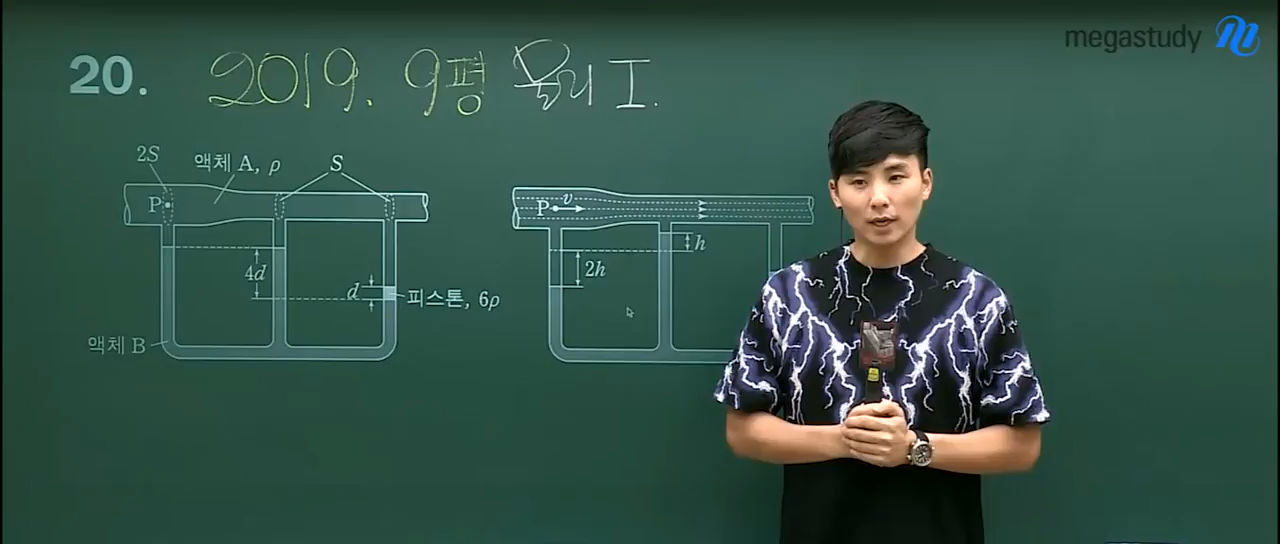 megastudy
20. 2019. 9평 물리 I.
2S
액체 A, ρ
S
P
4d
d
피스톤, 6ρ
액체 B
P v
h
2h